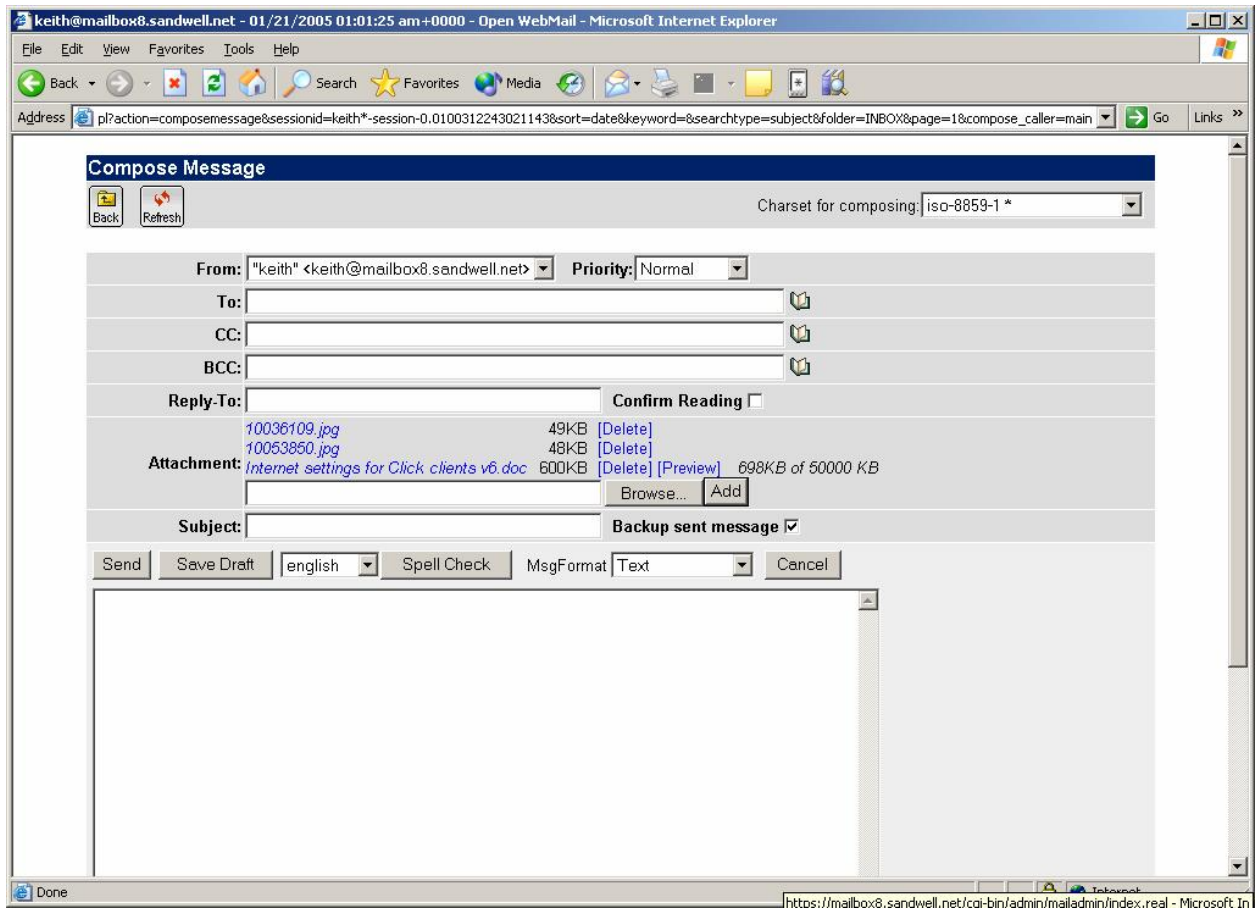 keith@mailbox8.sandwell.net - 01/21/2005 01:01:25 am+0000 - Open WebMail - Microsoft Internet Explorer
File Edit View Favorites Tools Help
Back Search Favorites Media
Address pl?action=composemessage&sessionid=keith*-session-0.0100312243021143&sort=date&keyword=&searchtype=subject&folder=INBOX&page=1&compose_caller=main Go Links »
Compose Message
Back Refresh Charset for composing: iso-8859-1 *
From: "keith" <keith@mailbox8.sandwell.net> Priority: Normal
To:
CC:
BCC:
Reply-To: Confirm Reading
10036109.jpg 49KB [Delete]
10053850.jpg 48KB [Delete]
Attachment: Internet settings for Click clients v6.doc 600KB [Delete] [Preview] 698KB of 50000 KB
Browse... Add
Subject: Backup sent message
Send Save Draft english Spell Check MsgFormat Text Cancel
Done Internet
https://mailbox8.sandwell.net/cgi-bin/admin/mailadmin/index.real - Microsoft In